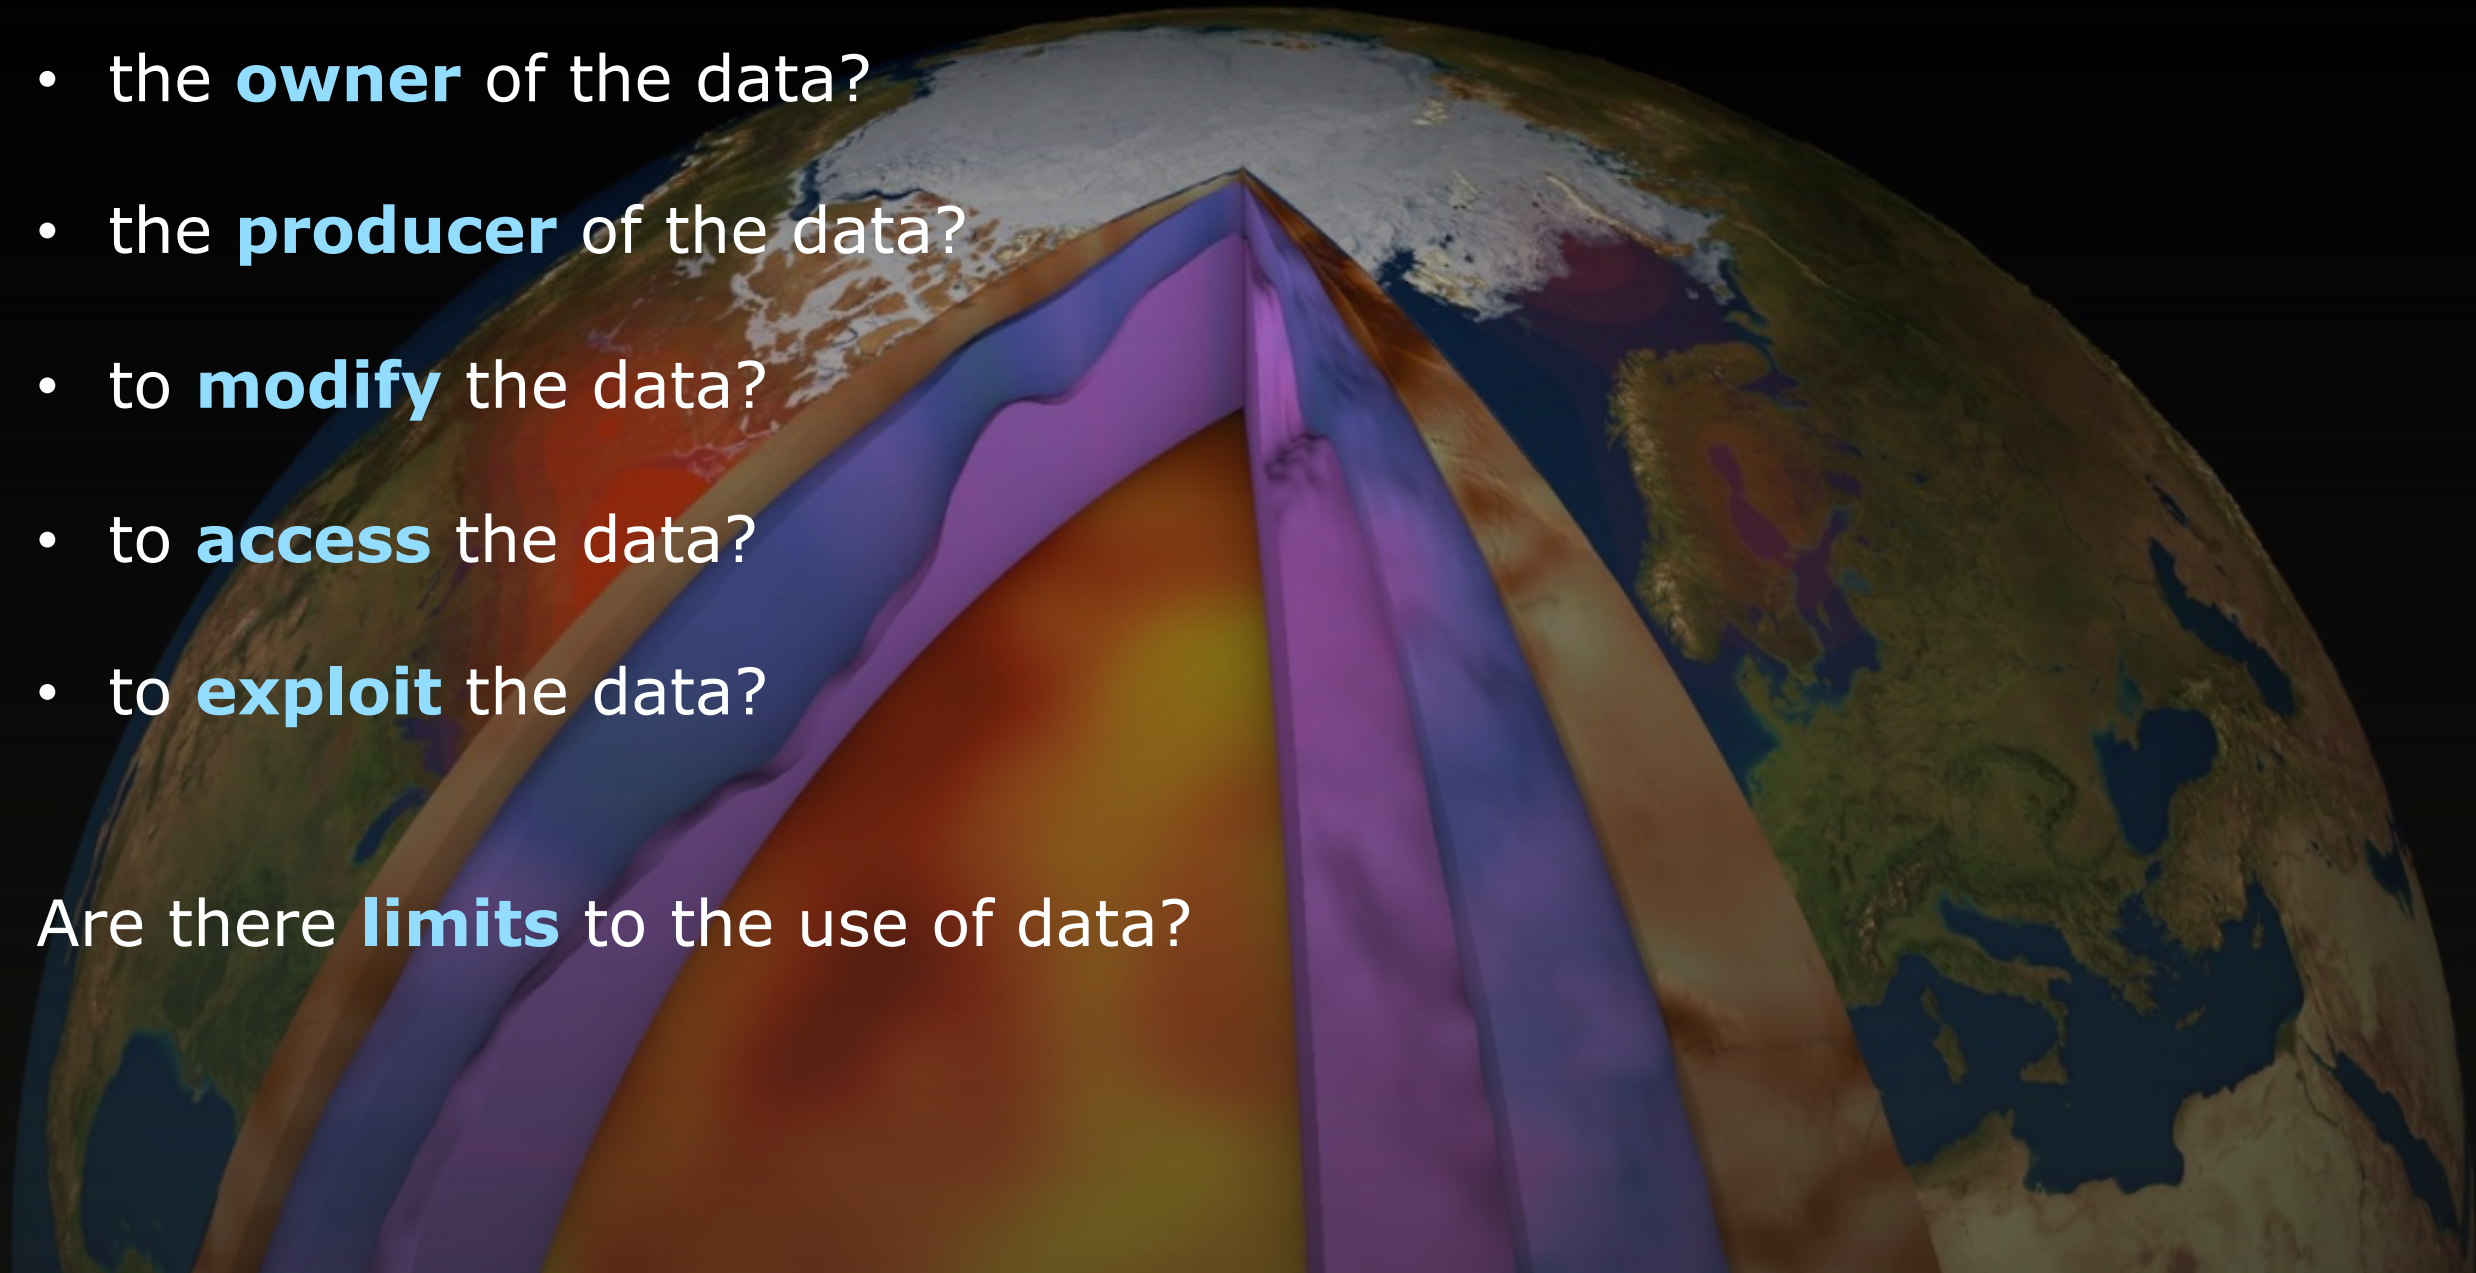 • the owner of the data?
• the producer of the data?
• to modify the data?
• to access the data?
• to exploit the data?
Are there limits to the use of data?